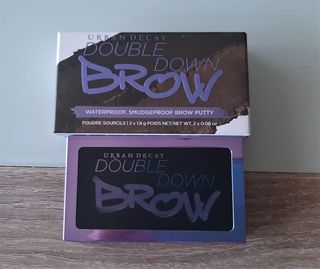 URBAN DECAY
DOUBLE
DOWN
BROW
WATERPROOF, SMUDGEPROOF BROW PUTTY
POUDRE SOURCILS | 2 x 1.8 g POIDS NET/NET WT. 2 x 0.06 oz
URBAN DECAY
DOUBLE
DOWN
BROW